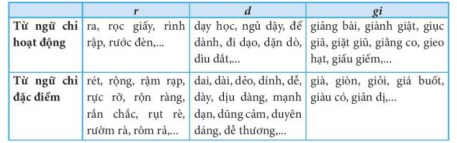 r d gi
Từ ngữ chỉ hoạt động
ra, rọc giấy, rình rập, rước đèn,...
dạy học, ngủ dậy, để dành, đi dạo, dặn dò, dìu dắt,...
giảng bài, giành giật, giục giã, giặt giũ, giằng co, gieo hạt, giấu giếm,...
Từ ngữ chỉ đặc điểm
rét, rộng, rậm rạp, rực rỡ, rộn ràng, rắn chắc, rụt rè, rườm rà, rôm rả,...
dai, dài, dẻo, dính, dễ, dày, dịu dàng, mạnh dạn, dũng cảm, duyên dáng, dễ thương,...
già, giòn, giỏi, giá buốt, giàu có, giản dị,...